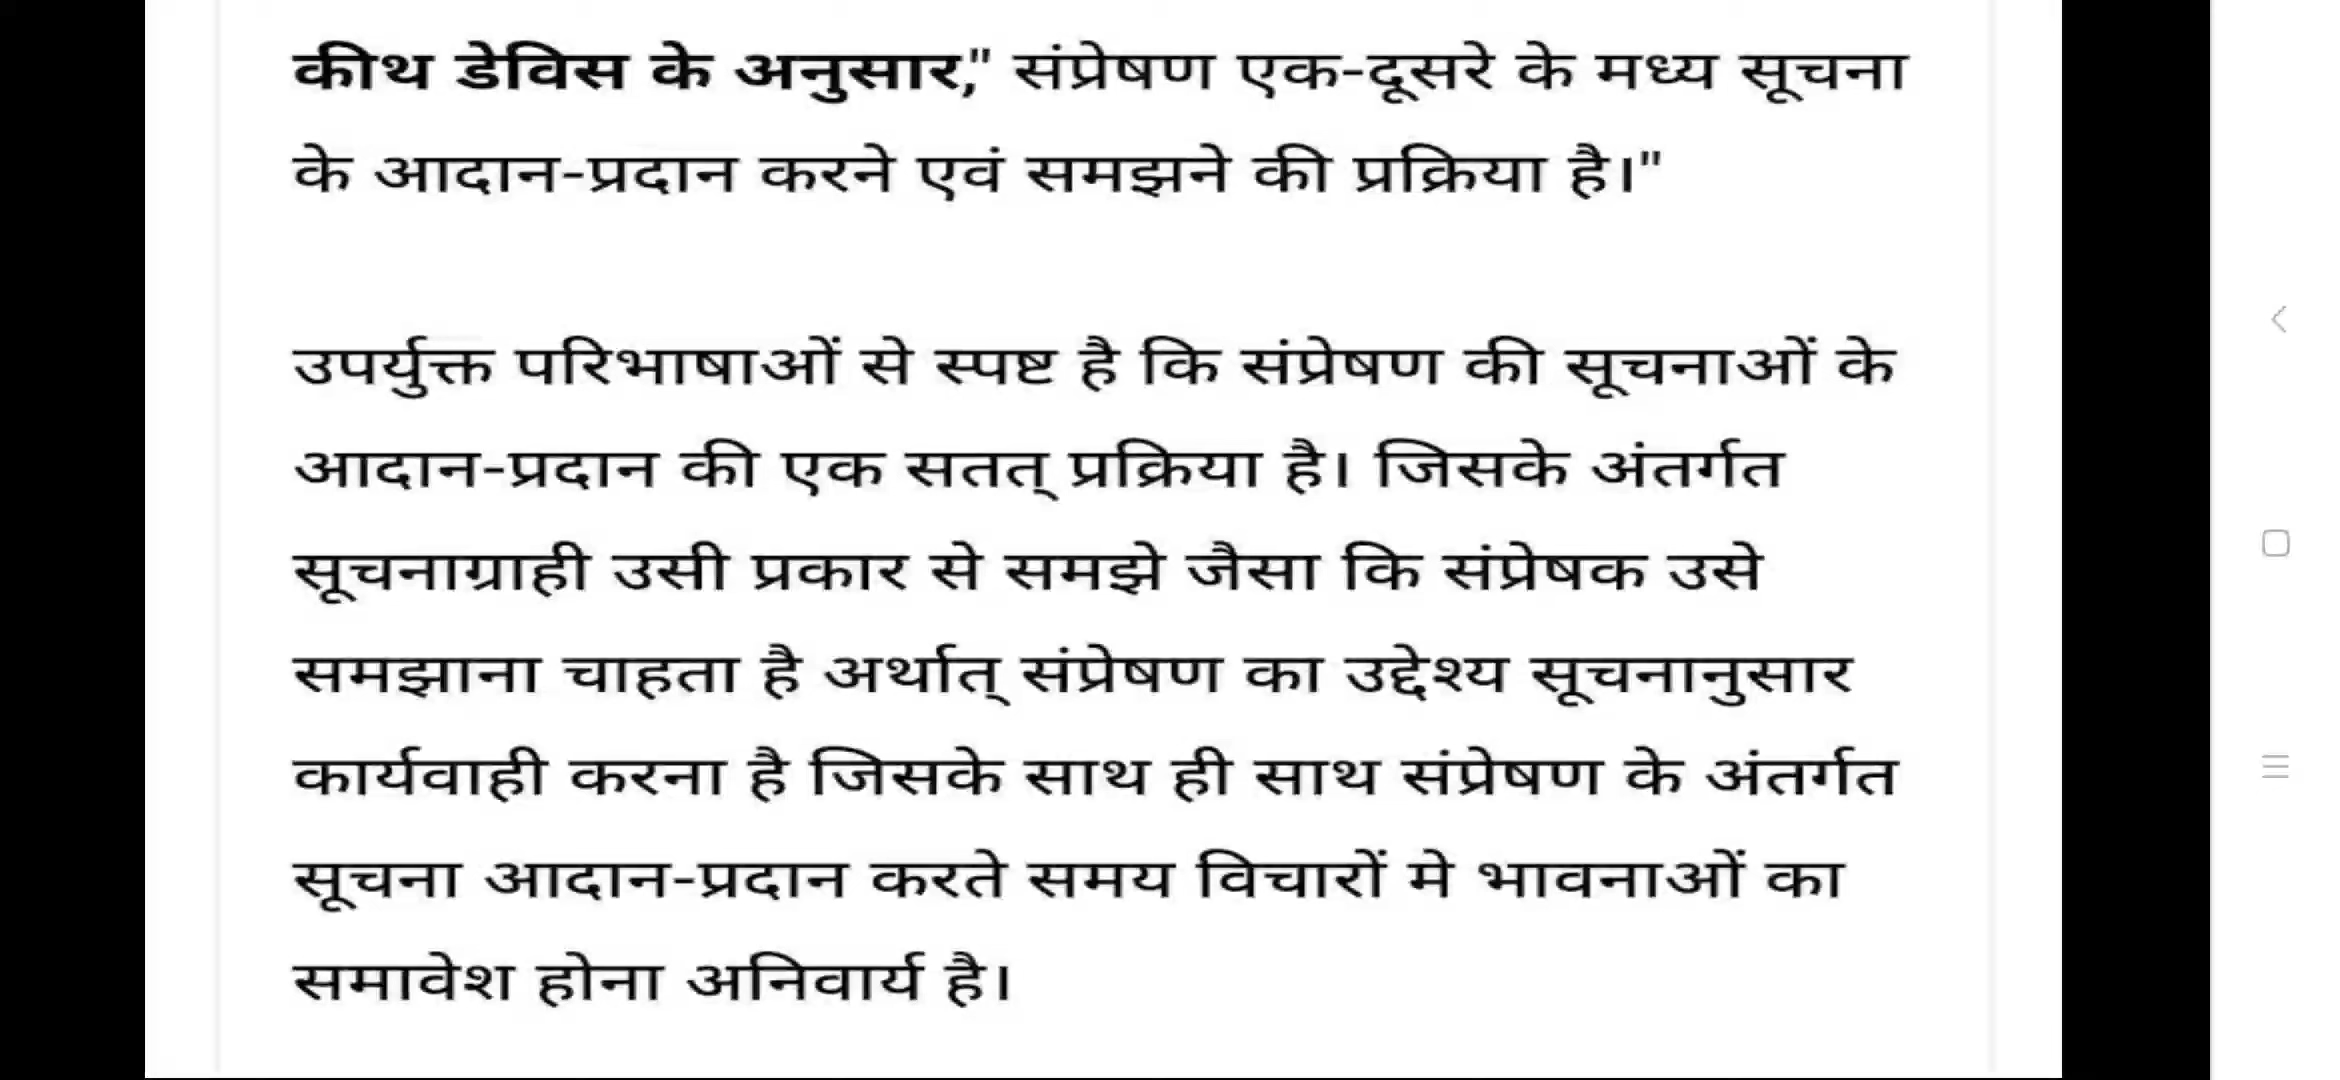 कीथ डेविस के अनुसार," संप्रेषण एक-दूसरे के मध्य सूचना
के आदान-प्रदान करने एवं समझने की प्रक्रिया है।"
उपर्युक्त परिभाषाओं से स्पष्ट है कि संप्रेषण की सूचनाओं के
आदान-प्रदान की एक सतत् प्रक्रिया है। जिसके अंतर्गत
सूचनाग्राही उसी प्रकार से समझे जैसा कि संप्रेषक उसे
समझाना चाहता है अर्थात् संप्रेषण का उद्देश्य सूचनानुसार
कार्यवाही करना है जिसके साथ ही साथ संप्रेषण के अंतर्गत
सूचना आदान-प्रदान करते समय विचारों मे भावनाओं का
समावेश होना अनिवार्य है।